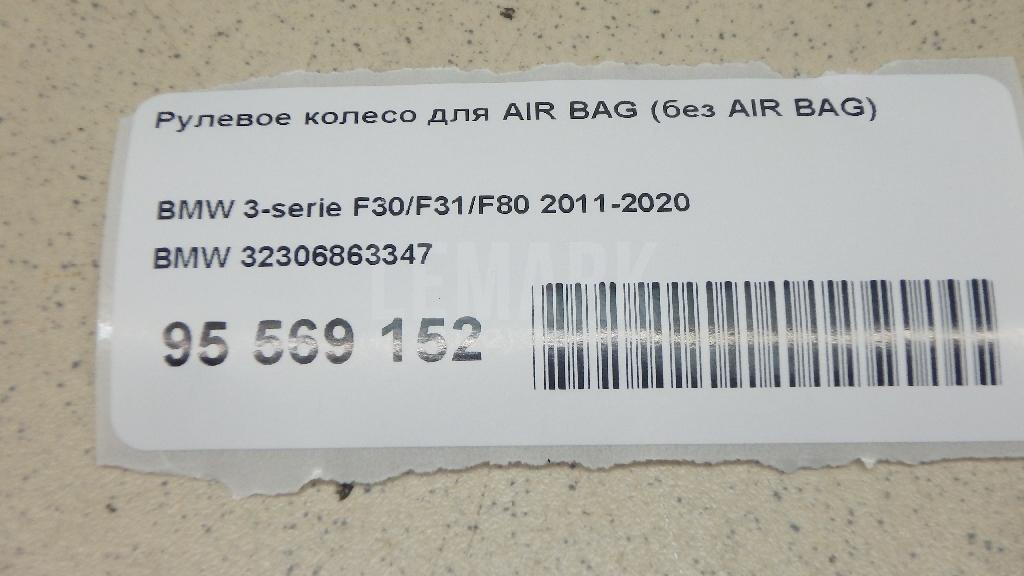 Рулевое колесо для AIR BAG (без AIR BAG)
BMW 3-serie F30/F31/F80 2011-2020
BMW 32306863347
LEMARK
95 569 152